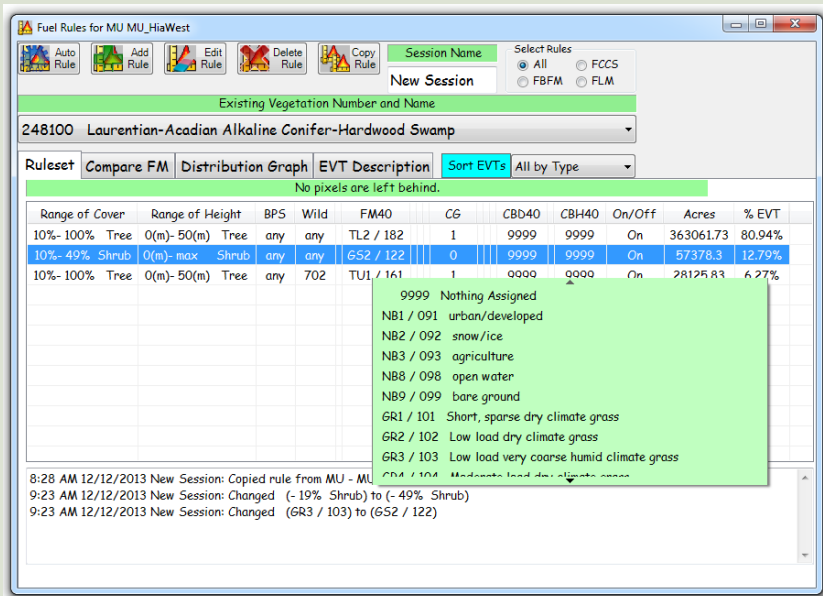 Fuel Rules for MU MU_HiaWest
Auto Rule
Add Rule
Edit Rule
Delete Rule
Copy Rule
Session Name
New Session
Select Rules
All
FCCS
FBFM
FLM
Existing Vegetation Number and Name
248100 Laurentian-Acadian Alkaline Conifer-Hardwood Swamp
Ruleset Compare FM Distribution Graph EVT Description Sort EVTs All by Type
No pixels are left behind.
Range of Cover Range of Height BPS Wild FM40 CG CBD40 CBH40 On/Off Acres % EVT
10%- 100% Tree 0(m)- 50(m) Tree any any TL2 / 182 1 9999 9999 On 363061.73 80.94%
10%- 49% Shrub 0(m)- max Shrub any any GS2 / 122 0 9999 9999 On 57378.3 12.79%
10%- 100% Tree 0(m)- 50(m) Tree any 702 TU1 / 161 1 9999 9999 On 28125.83 6.27%
9999 Nothing Assigned
NB1 / 091 urban/developed
NB2 / 092 snow/ice
NB3 / 093 agriculture
NB8 / 098 open water
NB9 / 099 bare ground
GR1 / 101 Short, sparse dry climate grass
GR2 / 102 Low load dry climate grass
GR3 / 103 Low load very coarse humid climate grass
GR4 / 104 Moderate load dry climate grass
8:28 AM 12/12/2013 New Session: Copied rule from MU - MU
9:23 AM 12/12/2013 New Session: Changed (- 19% Shrub) to (- 49% Shrub)
9:23 AM 12/12/2013 New Session: Changed (GR3 / 103) to (GS2 / 122)